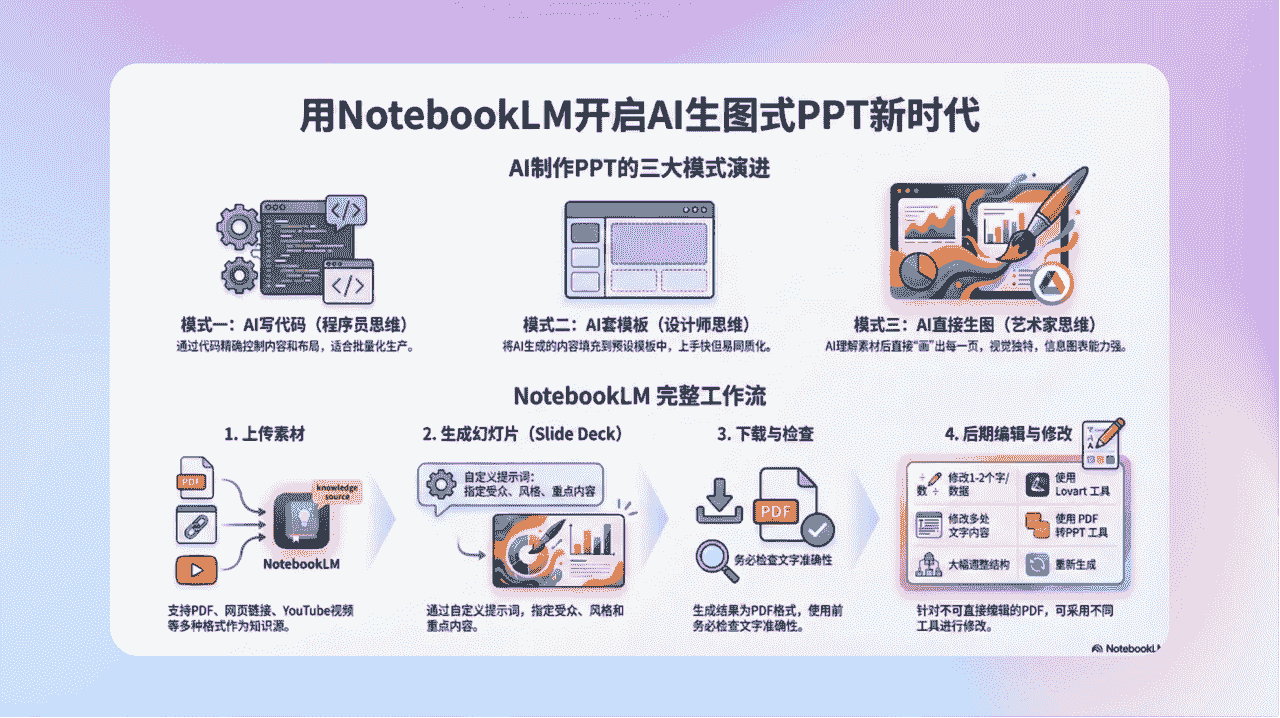 用NotebookLM开启AI生图式PPT新时代
AI制作PPT的三大模式演进
</>
</>
模式一：AI写代码（程序员思维）
通过代码精确控制内容和布局，适合批量化生产。
模式二：AI套模板（设计师思维）
将AI生成的内容填充到预设模板中，上手快但易同质化。
模式三：AI直接生图（艺术家思维）
AI理解素材后直接“画”出每一页，视觉独特，信息图表能力强。
NotebookLM 完整工作流
1. 上传素材
PDF
knowledge
source
NotebookLM
支持PDF、网页链接、YouTube视频
等多种格式作为知识源。
2. 生成幻灯片（Slide Deck）
自定义提示词：
指定受众、风格、重点内容
通过自定义提示词，指定受众、风格和
重点内容。
3. 下载与检查
PDF
务必检查文字准确性
生成结果为PDF格式，使用前
务必检查文字准确性。
4. 后期编辑与修改
修改1-2个字/
数据
使用
Lovart 工具
修改多处
文字内容
使用 PDF
转PPT 工具
大幅调整结构
重新生成
针对不可直接编辑的PDF，可采用不同
工具进行修改。
NotebookL